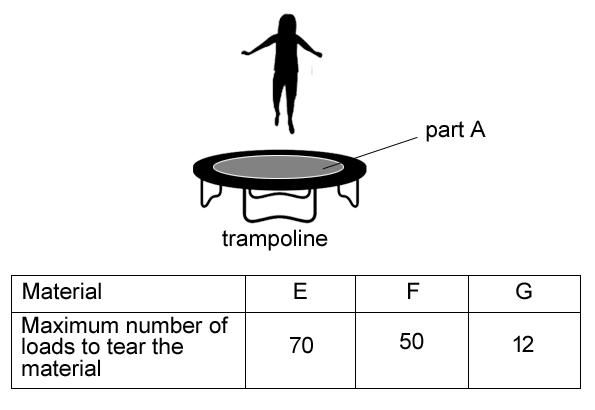 part A
trampoline
Material E F G
Maximum number of
loads to tear the
material
70 50 12